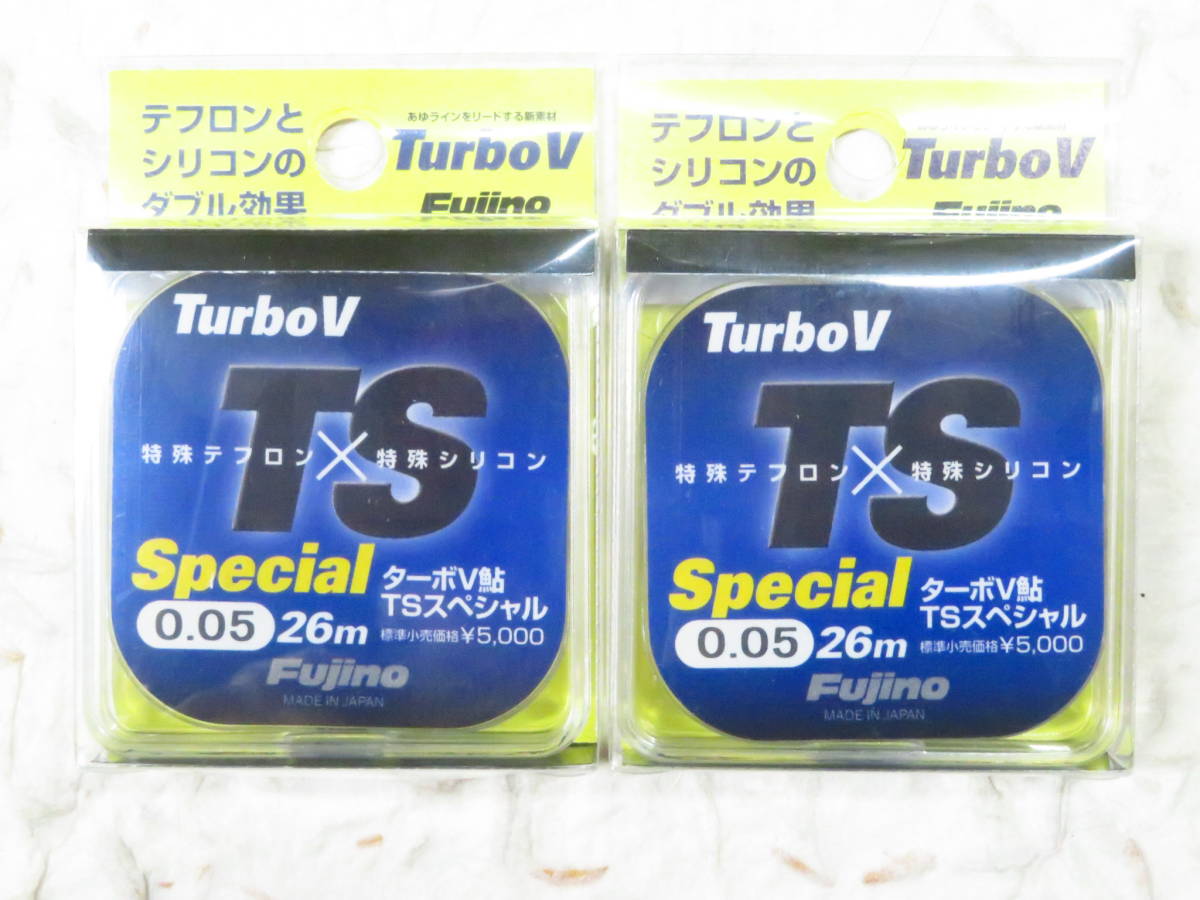 テフロンと
シリコンの
ダブル効果
あゆラインをリードする新素材
TurboV
Fujino
TurboV
TS
特殊テフロン×特殊シリコン
Special
ターボV鮎
TSスペシャル
0.05 26m
標準小売価格¥5,000
Fujino
MADE IN JAPAN
テフロンと
シリコンの
ダブル効果
TurboV
Fujino
TurboV
TS
特殊テフロン×特殊シリコン
Special
ターボV鮎
TSスペシャル
0.05 26m
標準小売価格¥5,000
Fujino
MADE IN JAPAN